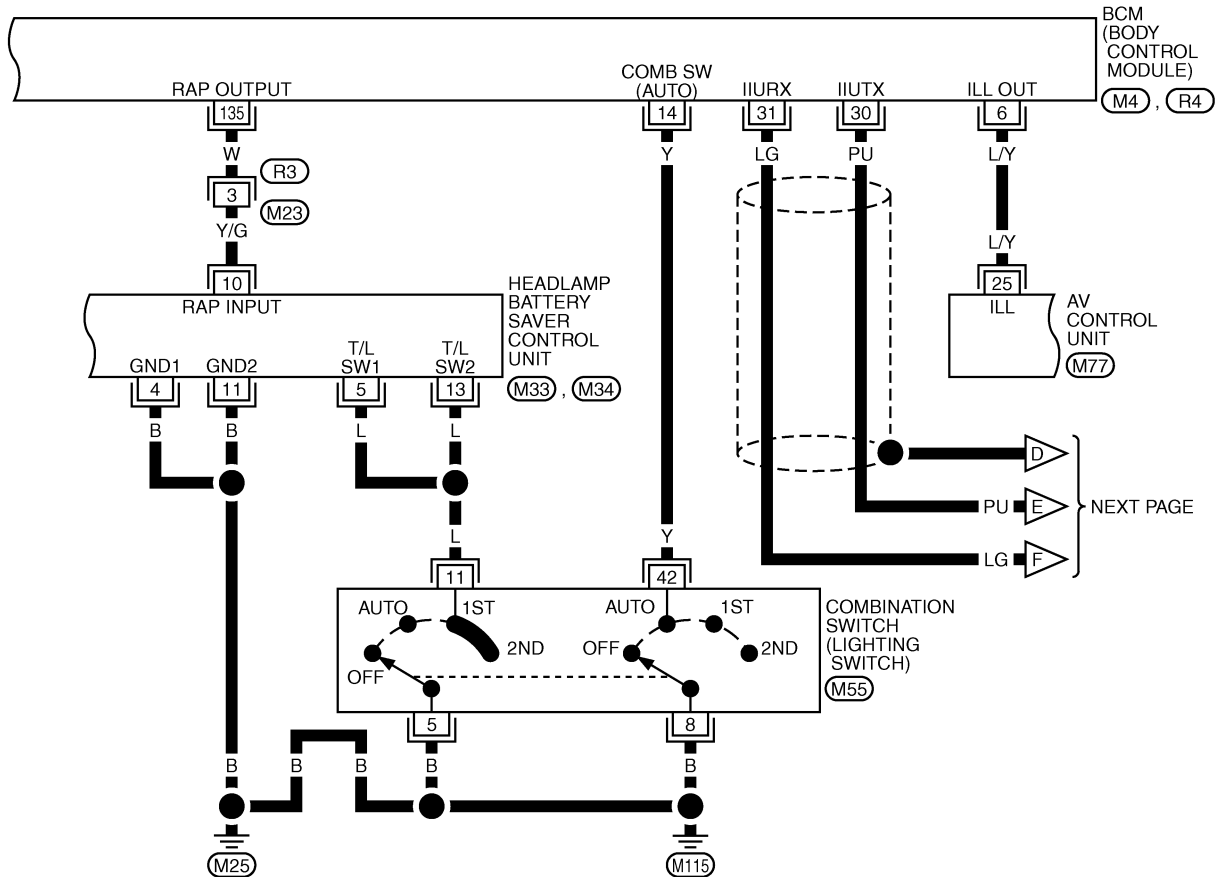 BCM
(BODY
CONTROL
MODULE)
M4 , R4
RAP OUTPUT
COMB SW
(AUTO)
IIURX
IIUTX
ILL OUT
135
14
31
30
6
W
Y
LG
PU
L/Y
R3
3
M23
Y/G
L/Y
10
25
RAP INPUT
HEADLAMP
BATTERY
SAVER
CONTROL
UNIT
M33 , M34
ILL
AV
CONTROL
UNIT
M77
GND1
GND2
T/L
SW1
T/L
SW2
4
11
5
13
B
B
L
L
D
PU
E
NEXT PAGE
LG
F
L
Y
11
42
AUTO
1ST
2ND
OFF
AUTO
1ST
2ND
OFF
COMBINATION
SWITCH
(LIGHTING
SWITCH)
M55
5
8
B
B
B
B
B
M25
M115